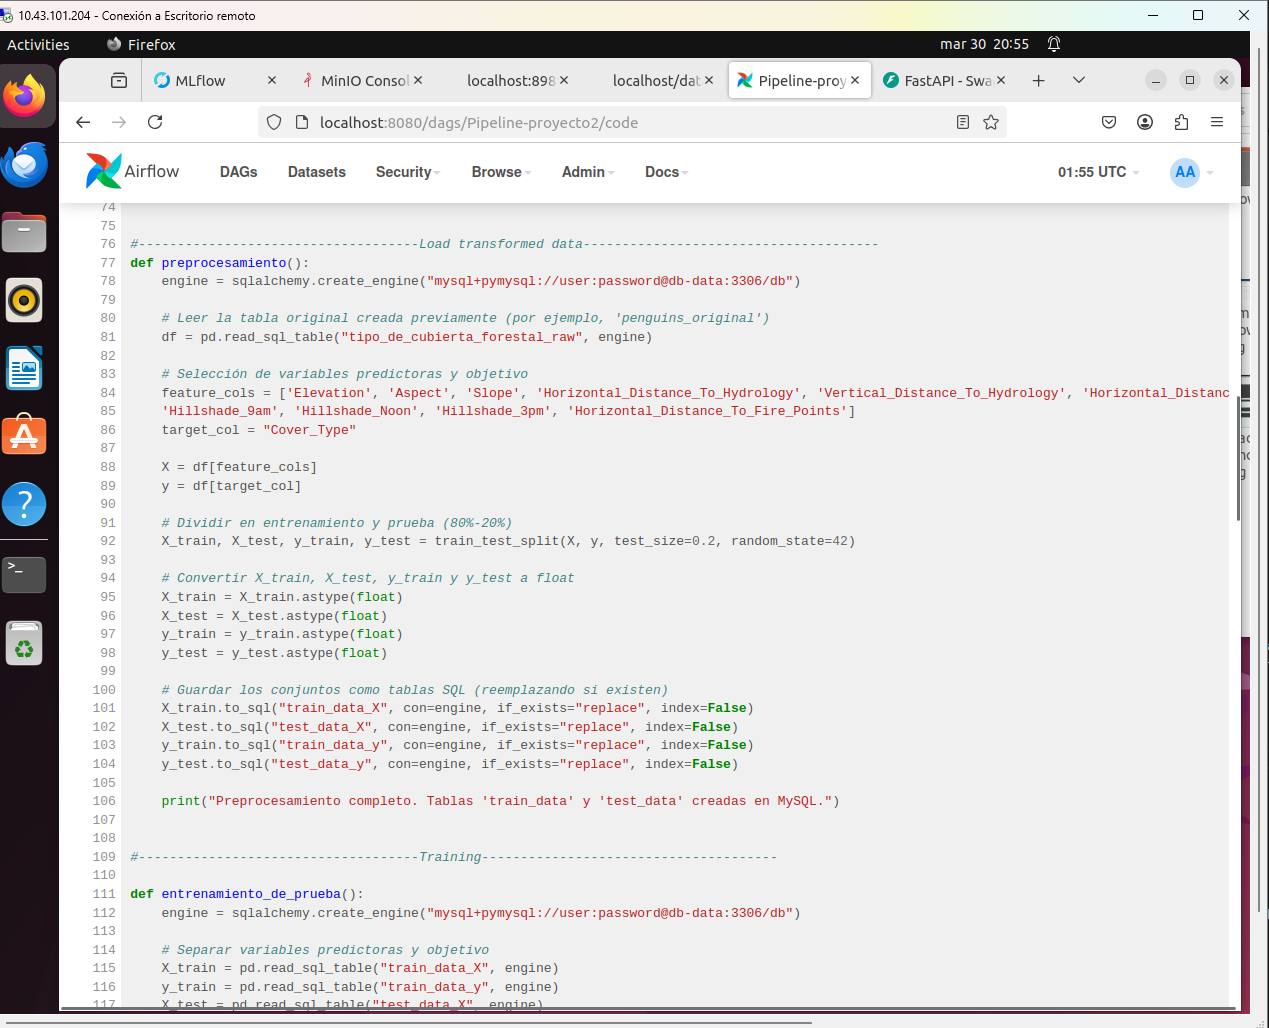 10.43.101.204 - Conexión a Escritorio remoto
Activities
Firefox
mar 30 20:55
MLflow
MinIO Consol
localhost:898
localhost/dat
Pipeline-proy
FastAPI - Swa
localhost:8080/dags/Pipeline-proyecto2/code
Airflow
DAGs
Datasets
Security
Browse
Admin
Docs
01:55 UTC
AA
74
75
76 #------------------------------------Load transformed data--------------------------------------
77 def preprocesamiento():
78     engine = sqlalchemy.create_engine("mysql+pymysql://user:password@db-data:3306/db")
79
80     # Leer la tabla original creada previamente (por ejemplo, 'penguins_original')
81     df = pd.read_sql_table("tipo_de_cubierta_forestal_raw", engine)
82
83     # Selección de variables predictoras y objetivo
84     feature_cols = ['Elevation', 'Aspect', 'Slope', 'Horizontal_Distance_To_Hydrology', 'Vertical_Distance_To_Hydrology', 'Horizontal_Distanc
85     'Hillshade_9am', 'Hillshade_Noon', 'Hillshade_3pm', 'Horizontal_Distance_To_Fire_Points']
86     target_col = "Cover_Type"
87
88     X = df[feature_cols]
89     y = df[target_col]
90
91     # Dividir en entrenamiento y prueba (80%-20%)
92     X_train, X_test, y_train, y_test = train_test_split(X, y, test_size=0.2, random_state=42)
93
94     # Convertir X_train, X_test, y_train y y_test a float
95     X_train = X_train.astype(float)
96     X_test = X_test.astype(float)
97     y_train = y_train.astype(float)
98     y_test = y_test.astype(float)
99
100     # Guardar los conjuntos como tablas SQL (reemplazando si existen)
101     X_train.to_sql("train_data_X", con=engine, if_exists="replace", index=False)
102     X_test.to_sql("test_data_X", con=engine, if_exists="replace", index=False)
103     y_train.to_sql("train_data_y", con=engine, if_exists="replace", index=False)
104     y_test.to_sql("test_data_y", con=engine, if_exists="replace", index=False)
105
106     print("Preprocesamiento completo. Tablas 'train_data' y 'test_data' creadas en MySQL.")
107
108
109 #------------------------------------Training--------------------------------------
110
111 def entrenamiento_de_prueba():
112     engine = sqlalchemy.create_engine("mysql+pymysql://user:password@db-data:3306/db")
113
114     # Separar variables predictoras y objetivo
115     X_train = pd.read_sql_table("train_data_X", engine)
116     y_train = pd.read_sql_table("train_data_y", engine)
117     X_test = pd.read_sql_table("test_data_X", engine)